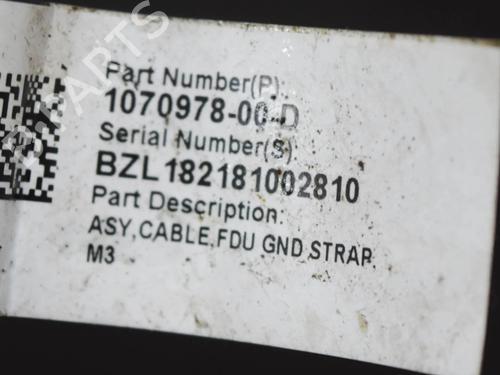 Part Number(P):
1070978-00-D
Serial Number(S)
BZL182181002810
Part Description:
ASY,CABLE,FDU GND STRAP,
M3